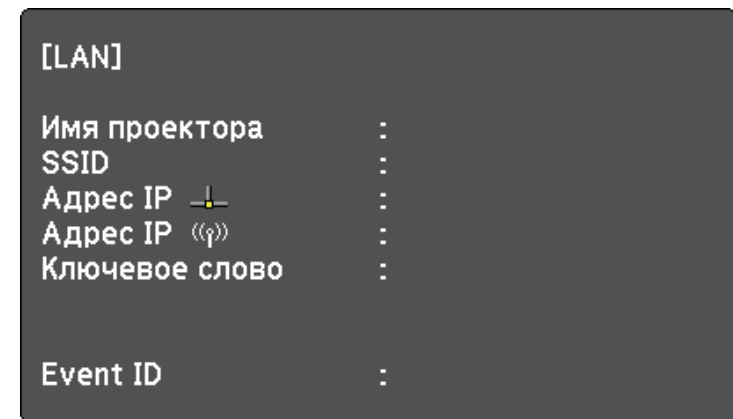 [LAN]
Имя проектора :
SSID :
Адрес IP :
Адрес IP :
Ключевое слово :
Event ID :